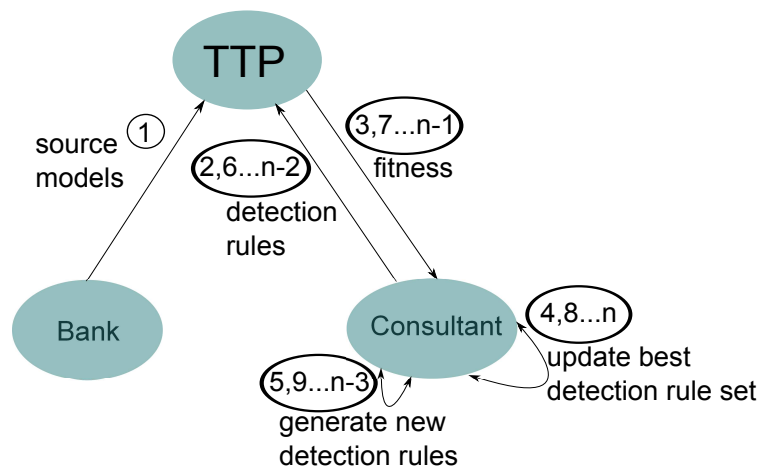 TTP
1
source
models
3,7...n-1
fitness
2,6...n-2
detection
rules
Bank
Consultant
4,8...n
update best
detection rule set
5,9...n-3
generate new
detection rules